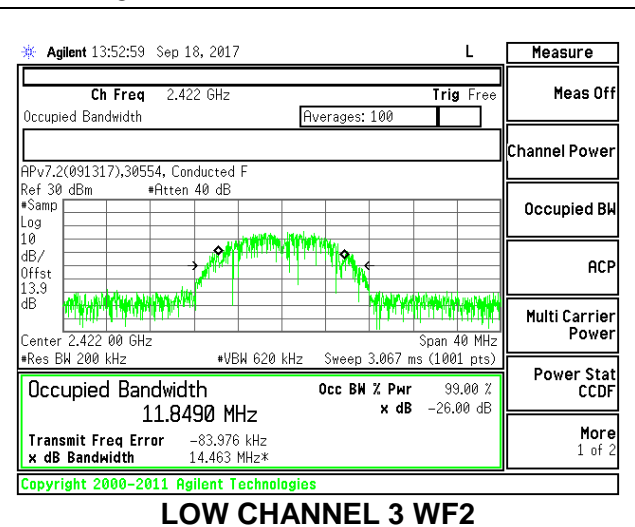 Agilent 13:52:59 Sep 18, 2017 L
Measure
Ch Freq 2.422 GHz Trig Free
Meas Off
Occupied Bandwidth Averages: 100
Channel Power
APv7.2(091317),30554, Conducted F
Ref 30 dBm #Atten 40 dB
#Samp
Log
10
dB/
Offst
13.9
dB
Occupied BW
ACP
Multi Carrier
Power
Center 2.422 00 GHz Span 40 MHz
#Res BW 200 kHz #VBW 620 kHz Sweep 3.067 ms (1001 pts)
Power Stat
CCDF
Occupied Bandwidth Occ BW % Pwr 99.00 %
11.8490 MHz x dB -26.00 dB
Transmit Freq Error -83.976 kHz
x dB Bandwidth 14.463 MHz*
More
1 of 2
Copyright 2000-2011 Agilent Technologies
LOW CHANNEL 3 WF2